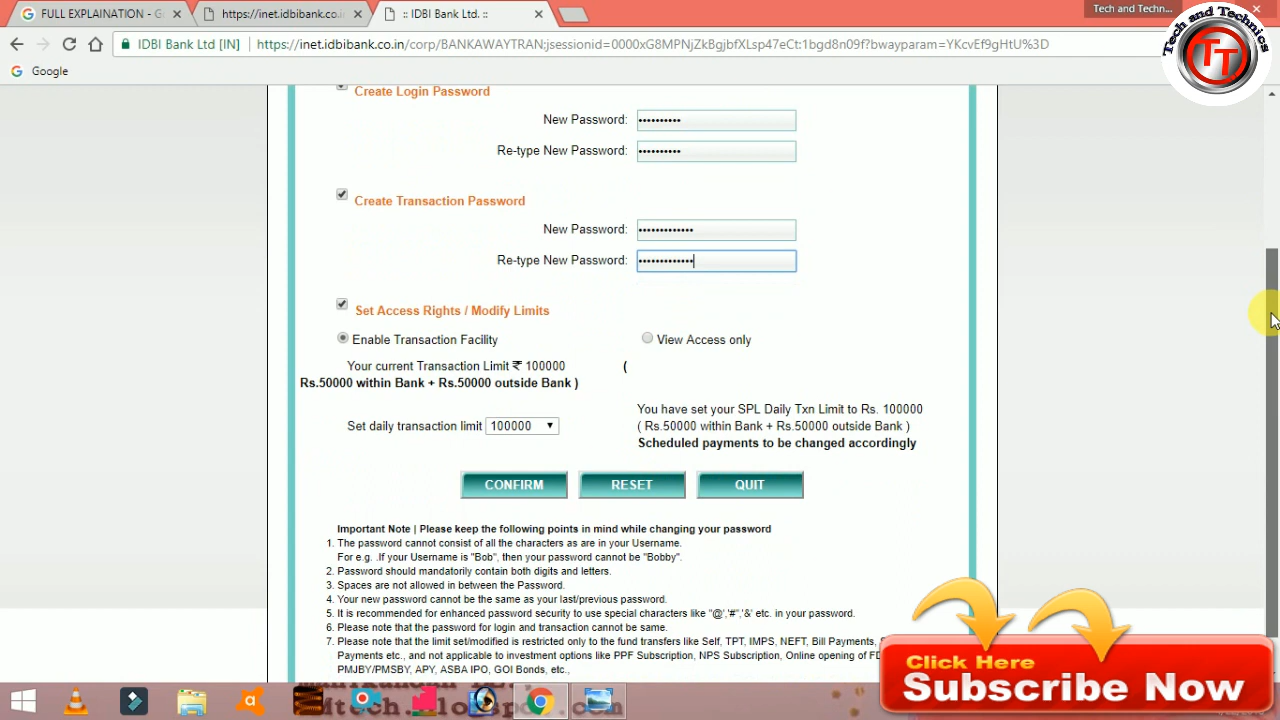 Tech and Techn...
FULL EXPLAINATION - G
https://inet.idbibank.co.in/
:: IDBI Bank Ltd. ::
IDBI Bank Ltd [IN]
https://inet.idbibank.co.in/corp/BANKAWAYTRAN;jsessionid=0000xG8MPNjZkBgjbfXLsp47eCt:1bpd8n09f?bwayparam=YKcvEf9gHtU%3D
Tech and Technics
TT
Google
Create Login Password
New Password:
Re-type New Password:
Create Transaction Password
New Password:
Re-type New Password:
Set Access Rights / Modify Limits
Enable Transaction Facility
View Access only
Your current Transaction Limit ₹ 100000 (
Rs.50000 within Bank + Rs.50000 outside Bank )
You have set your SPL Daily Txn Limit to Rs. 100000
Set daily transaction limit 100000
( Rs.50000 within Bank + Rs.50000 outside Bank )
Scheduled payments to be changed accordingly
CONFIRM
RESET
QUIT
Important Note | Please keep the following points in mind while changing your password
1. The password cannot consist of all the characters as are in your Username.
For e.g. .If your Username is "Bob", then your password cannot be "Bobby".
2. Password should mandatorily contain both digits and letters.
3. Spaces are not allowed in between the Password.
4. Your new password cannot be the same as your last/previous password.
5. It is recommended for enhanced password security to use special characters like "@','#",'&' etc. in your password.
6. Please note that the password for login and transaction cannot be same.
7. Please note that the limit set/modified is restricted only to the fund transfers like Self, TPT, IMPS, NEFT, Bill Payments,
Payments etc., and not applicable to investment options like PPF Subscription, NPS Subscription, Online opening of FD
PMJBY/PMSBY, APY, ASBA IPO, GOI Bonds, etc.,
Click Here
Subscribe Now